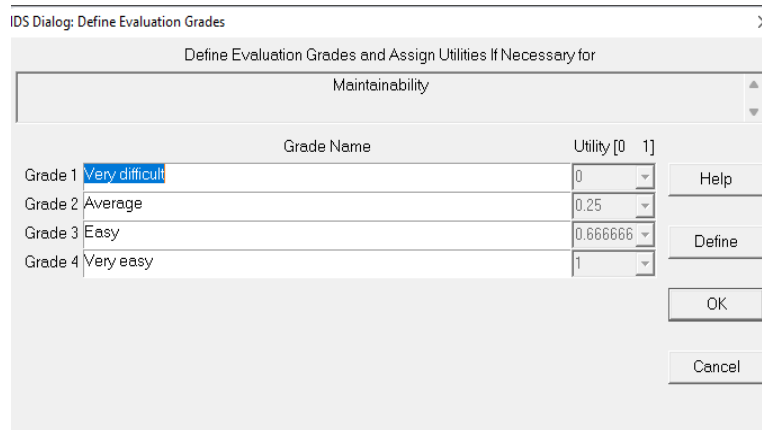 IDS Dialog: Define Evaluation Grades
Define Evaluation Grades and Assign Utilities If Necessary for
Maintainability
Grade Name Utility [0 1]
Grade 1 Very difficult 0 Help
Grade 2 Average 0.25
Grade 3 Easy 0.666666 Define
Grade 4 Very easy 1
OK
Cancel